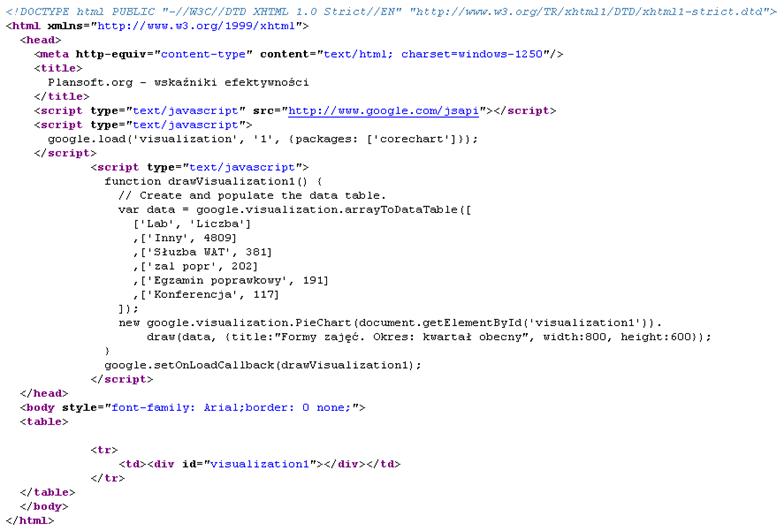 <!DOCTYPE html PUBLIC "-//W3C//DTD XHTML 1.0 Strict//EN" "http://www.w3.org/TR/xhtml1/DTD/xhtml1-strict.dtd">
<html xmlns="http://www.w3.org/1999/xhtml">
<head>
<meta http-equiv="content-type" content="text/html; charset=windows-1250"/>
<title>
Plansoft.org - wskaźniki efektywności
</title>
<script type="text/javascript" src="http://www.google.com/jsapi"></script>
<script type="text/javascript">
google.load('visualization', '1', {packages: ['corechart']});
</script>
<script type="text/javascript">
function drawVisualization1() {
// Create and populate the data table.
var data = google.visualization.arrayToDataTable([
['Lab', 'Liczba']
,['Inny', 4809]
,['Służba WAT', 381]
,['zal popr', 202]
,['Egzamin poprawkowy', 191]
,['Konferencja', 117]
]);
new google.visualization.PieChart(document.getElementById('visualization1')).
draw(data, {title:"Formy zajęć. Okres: kwartał obecny", width:800, height:600});
}
google.setOnLoadCallback(drawVisualization1);
</script>
</head>
<body style="font-family: Arial;border: 0 none;">
<table>
<tr>
<td><div id="visualization1"></div></td>
</tr>
</table>
</body>
</html>